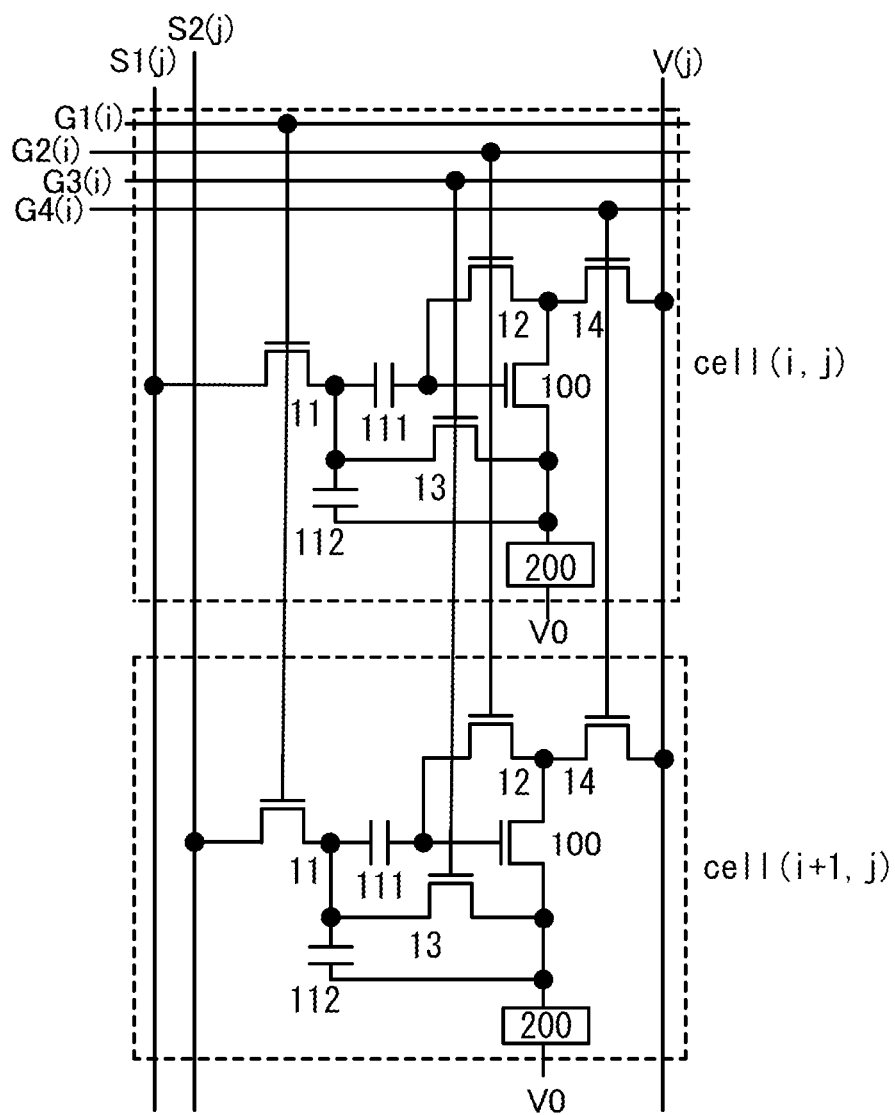 S2(j)
S1(j)
V(j)
G1(i)
G2(i)
G3(i)
G4(i)
12
14
cell(i, j)
100
11
111
13
112
200
V0
12
14
100
cell(i+1, j)
11
111
13
112
200
V0